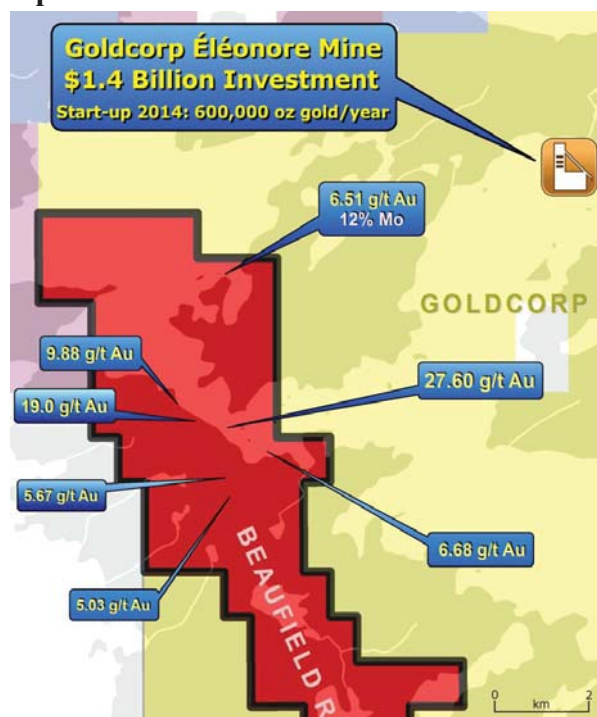 Goldcorp Éléonore Mine
$1.4 Billion Investment
Start-up 2014: 600,000 oz gold/year
6.51 g/t Au
12% Mo
GOLDCORP
9.88 g/t Au
27.60 g/t Au
19.0 g/t Au
5.67 g/t Au
6.68 g/t Au
5.03 g/t Au
BEAUFIELD R
0 2
km